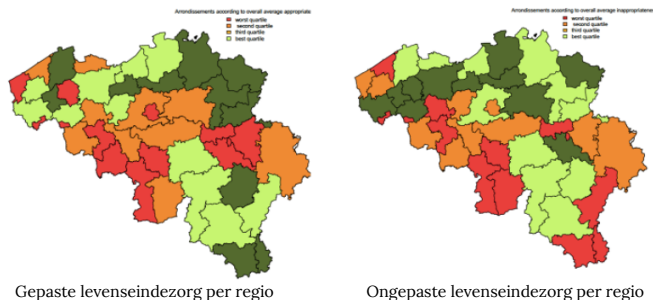 Arrondissements according to overall average appropriate
worst quartile
second quartile
third quartile
best quartile
Arrondissements according to overall average inappropriateness
worst quartile
second quartile
third quartile
best quartile
Gepaste levenseindezorg per regio
Ongepaste levenseindezorg per regio